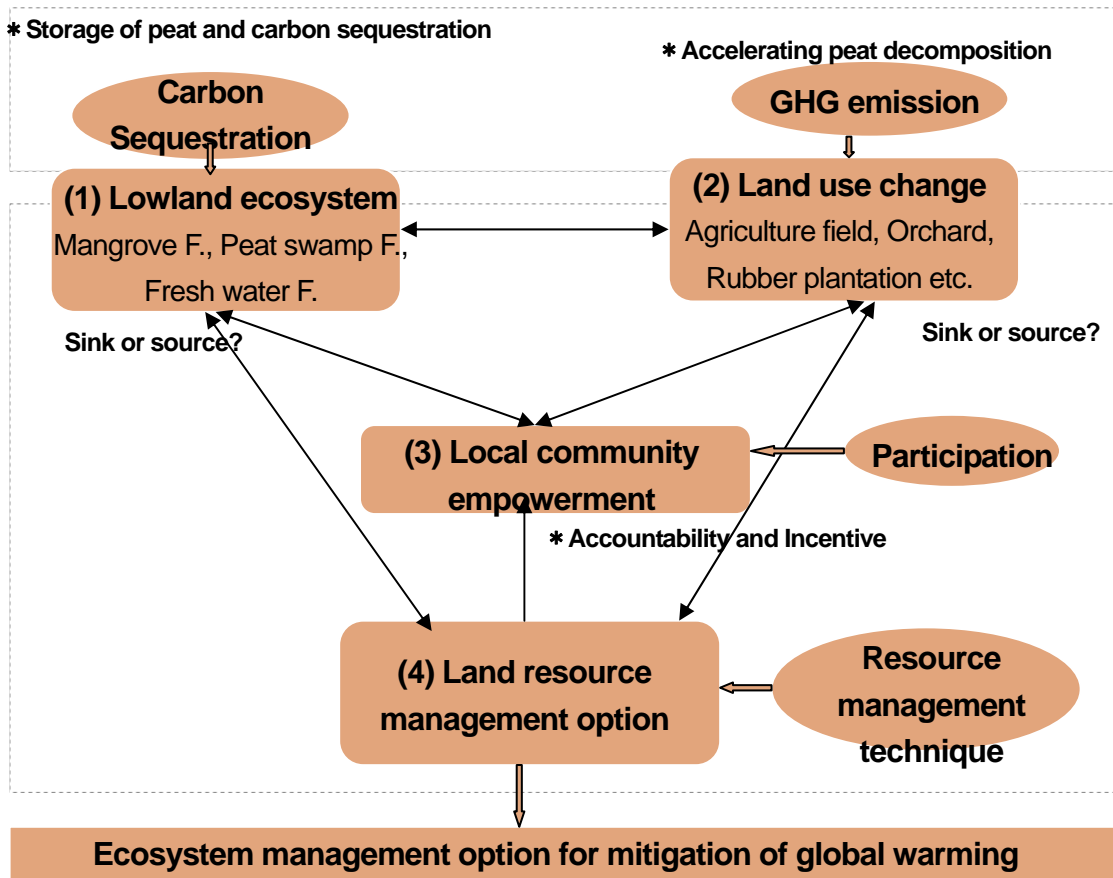 * Storage of peat and carbon sequestration
* Accelerating peat decomposition
Carbon
Sequestration
GHG emission
(1) Lowland ecosystem
Mangrove F., Peat swamp F.,
Fresh water F.
(2) Land use change
Agriculture field, Orchard,
Rubber plantation etc.
Sink or source?
Sink or source?
(3) Local community
empowerment
Participation
* Accountability and Incentive
(4) Land resource
management option
Resource
management
technique
Ecosystem management option for mitigation of global warming